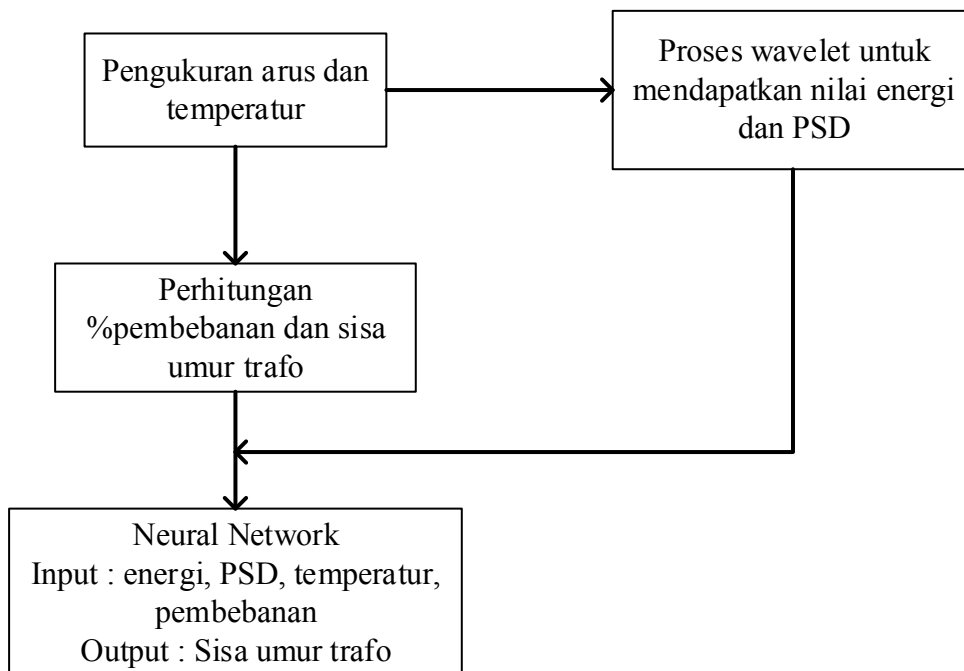 Pengukuran arus dan
temperatur
Proses wavelet untuk
mendapatkan nilai energi
dan PSD
Perhitungan
%pembebanan dan sisa
umur trafo
Neural Network
Input : energi, PSD, temperatur,
pembebanan
Output : Sisa umur trafo